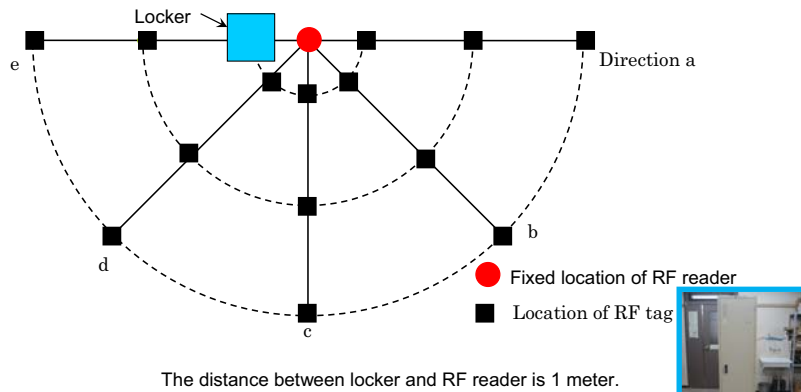 Locker
e
Direction a
d
b
c
Fixed location of RF reader
Location of RF tag
The distance between locker and RF reader is 1 meter.